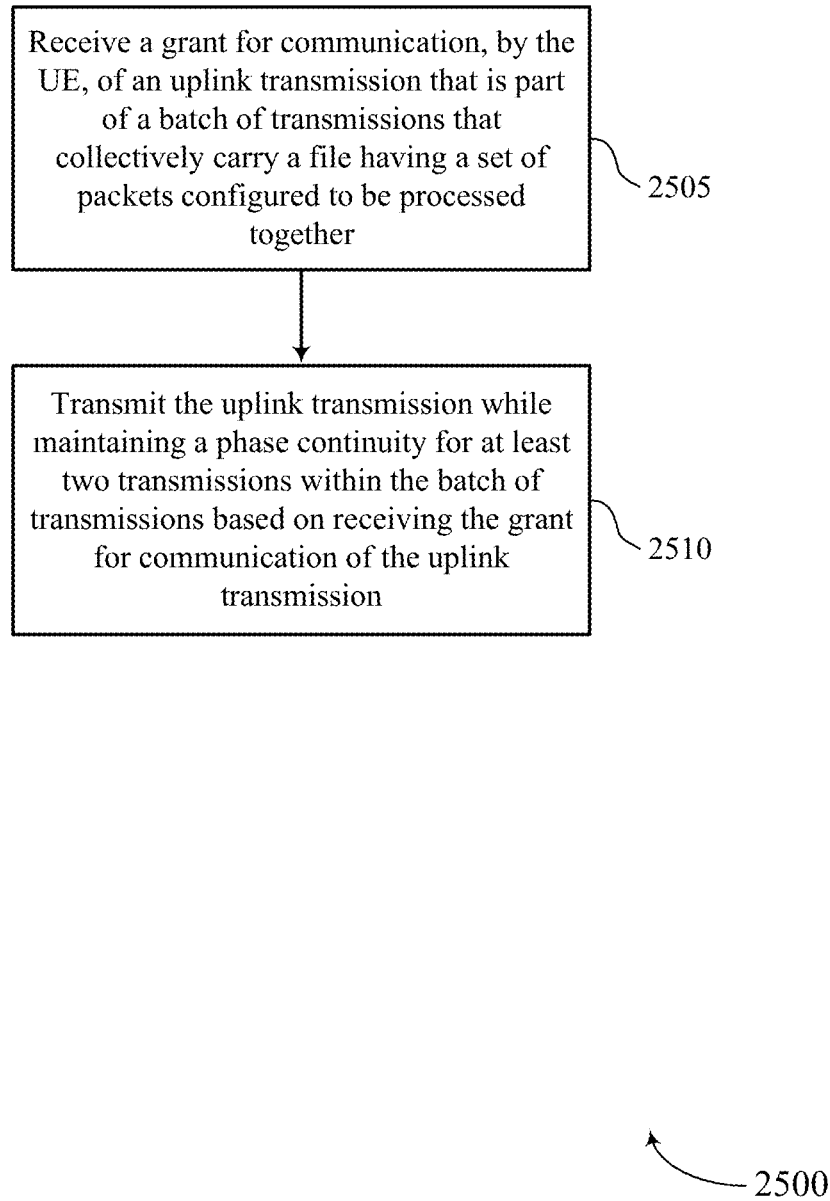 Receive a grant for communication, by the
UE, of an uplink transmission that is part
of a batch of transmissions that
collectively carry a file having a set of
packets configured to be processed
together
2505
Transmit the uplink transmission while
maintaining a phase continuity for at least
two transmissions within the batch of
transmissions based on receiving the grant
for communication of the uplink
transmission
2510
2500